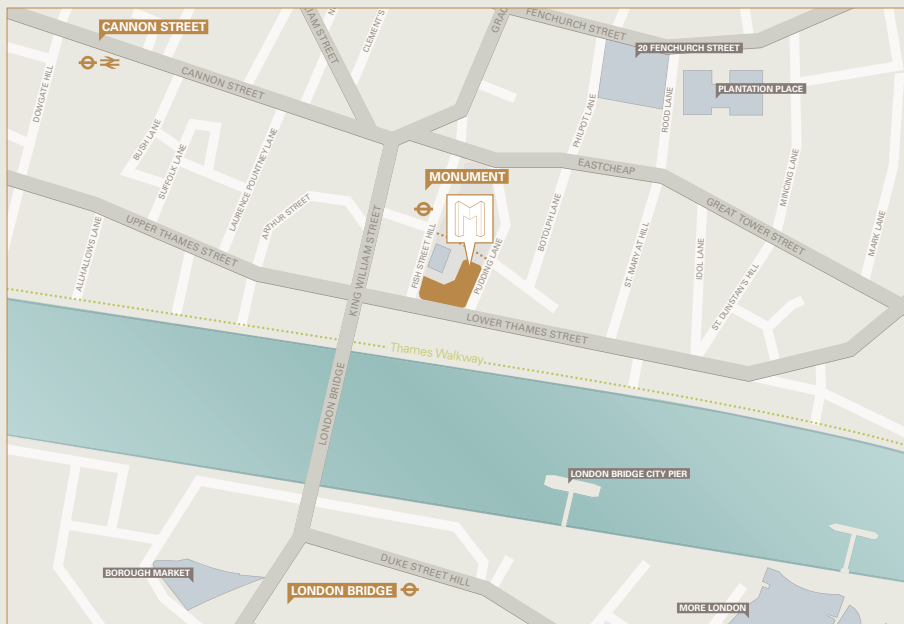 CANNON STREET
IAM STREET
N
CLEMENT'S
GRAC
FENCHURCH STREET
20 FENCHURCH STREET
PLANTATION PLACE
DOWGATE HILL
CANNON STREET
BUSH LANE
SUFFOLK LANE
LAURENCE POUNTNEY LANE
PHILPOT LANE
ROOD LANE
MINCING LANE
EASTCHEAP
MONUMENT
M
ARTHUR STREET
ALLHALLOWS LANE
UPPER THAMES STREET
KING WILLIAM STREET
FISH STREET HILL
PUDDING LANE
BOTOLPH LANE
ST. MARY AT HILL
IDOL LANE
GREAT TOWER STREET
ST. DUNSTAN'S HILL
MARK LANE
LOWER THAMES STREET
Thames Walkway
LONDON BRIDGE
LONDON BRIDGE CITY PIER
BOROUGH MARKET
DUKE STREET HILL
LONDON BRIDGE
MORE LONDON